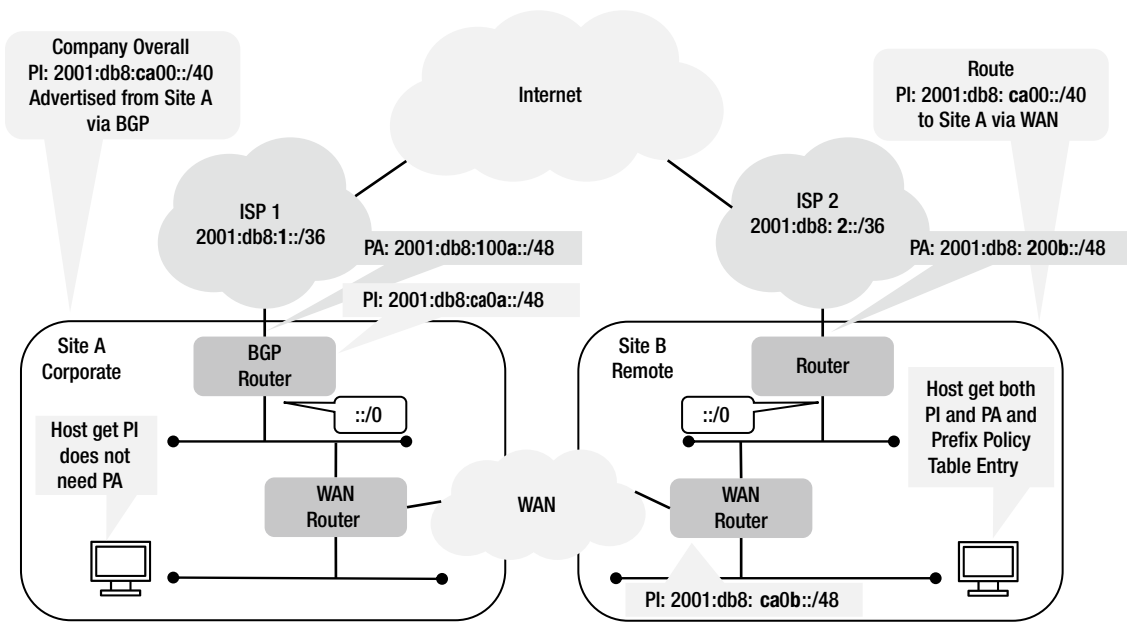 Company Overall
PI: 2001:db8:ca00::/40
Advertised from Site A
via BGP
Internet
Route
PI: 2001:db8: ca00::/40
to Site A via WAN
ISP 1
2001:db8:1::/36
ISP 2
2001:db8: 2::/36
PA: 2001:db8:100a::/48
PA: 2001:db8: 200b::/48
PI: 2001:db8:ca0a::/48
Site A
Corporate
BGP
Router
::/0
Host get PI
does not
need PA
WAN
Router
WAN
Site B
Remote
Router
::/0
Host get both
PI and PA and
Prefix Policy
Table Entry
WAN
Router
PI: 2001:db8: ca0b::/48